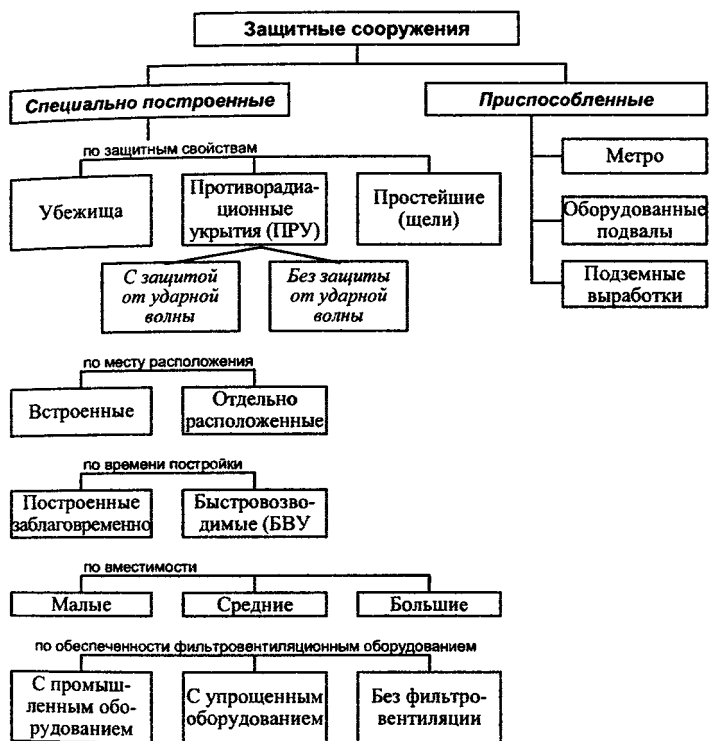 Защитные сооружения
Специально построенные
Приспособленные
по защитным свойствам
Убежища
Противорадиа-
ционные
укрытия (ПРУ)
Простейшие
(щели)
Метро
Оборудованные
подвалы
Подземные
выработки
С защитой
от ударной
волны
Без защиты
от ударной
волны
по месту расположения
Встроенные
Отдельно
расположенные
по времени постройки
Построенные
заблаговременно
Быстровозво-
димые (БВУ
по вместимости
Малые
Средние
Большие
по обеспеченности фильтровентиляционным оборудованием
С промыш-
ленным обо-
рудованием
С упрощенным
оборудованием
Без фильтро-
вентиляции